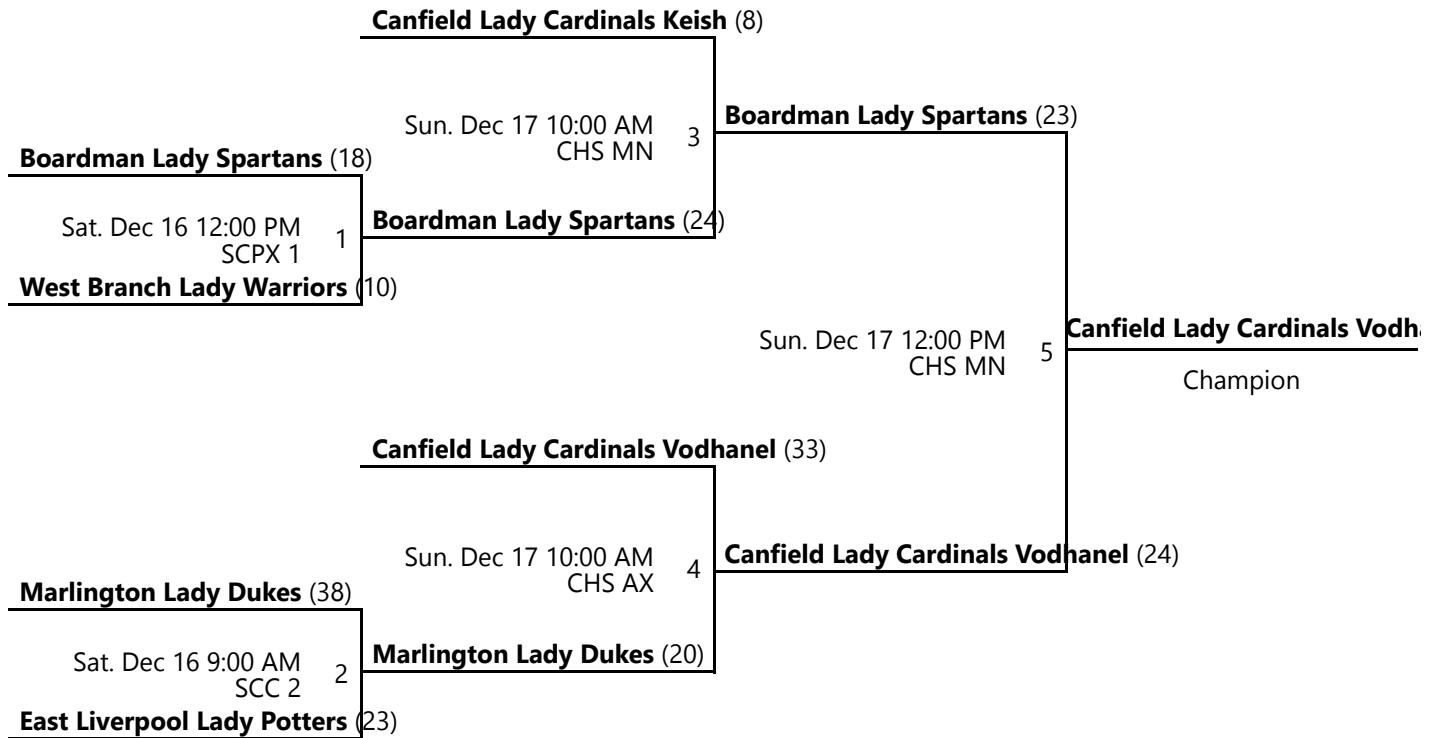 Canfield Lady Cardinals Keish (8)
Sun. Dec 17 10:00 AM
CHS MN
3
Boardman Lady Spartans (23)
Boardman Lady Spartans (18)
Sat. Dec 16 12:00 PM
SCPX 1
1
Boardman Lady Spartans (24)
West Branch Lady Warriors (10)
Sun. Dec 17 12:00 PM
CHS MN
5
Canfield Lady Cardinals Vodha
Champion
Canfield Lady Cardinals Vodhanel (33)
Sun. Dec 17 10:00 AM
CHS AX
4
Canfield Lady Cardinals Vodhanel (24)
Marlington Lady Dukes (38)
Sat. Dec 16 9:00 AM
SCC 2
2
Marlington Lady Dukes (20)
East Liverpool Lady Potters (23)